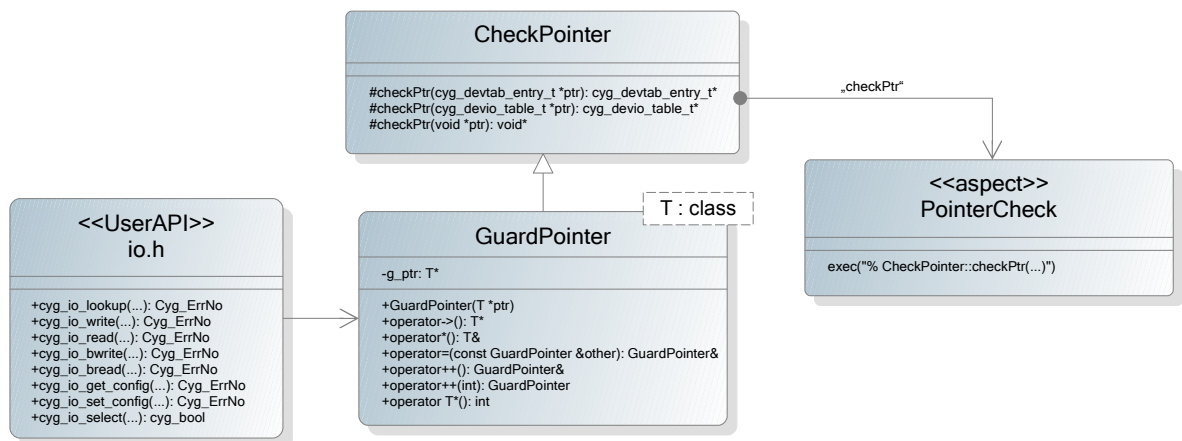 CheckPointer
#checkPtr(cyg_devtab_entry_t *ptr): cyg_devtab_entry_t*
#checkPtr(cyg_devio_table_t *ptr): cyg_devio_table_t*
#checkPtr(void *ptr): void*
„checkPtr“
<<aspect>>
PointerCheck
exec("% CheckPointer::checkPtr(...)")
<<UserAPI>>
io.h
+cyg_io_lookup(...): Cyg_ErrNo
+cyg_io_write(...): Cyg_ErrNo
+cyg_io_read(...): Cyg_ErrNo
+cyg_io_bwrite(...): Cyg_ErrNo
+cyg_io_bread(...): Cyg_ErrNo
+cyg_io_get_config(...): Cyg_ErrNo
+cyg_io_set_config(...): Cyg_ErrNo
+cyg_io_select(...): cyg_bool
T : class
GuardPointer
-g_ptr: T*
+GuardPointer(T *ptr)
+operator->(): T*
+operator*(): T&
+operator=(const GuardPointer &other): GuardPointer&
+operator++(): GuardPointer&
+operator++(int): GuardPointer
+operator T*(): int